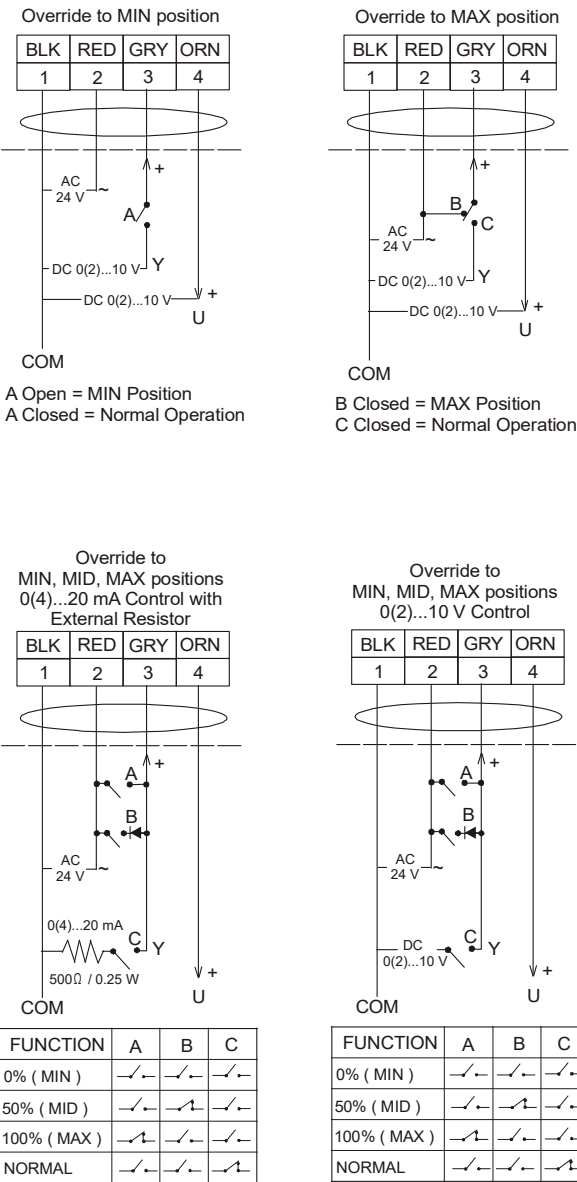 Override to MIN position
BLK RED GRY ORN
1 2 3 4
+
AC
24 V ~
A
DC 0(2)...10 V Y
DC 0(2)...10 V +
U
COM
A Open = MIN Position
A Closed = Normal Operation
Override to MAX position
BLK RED GRY ORN
1 2 3 4
+
B
C
AC
24 V ~
DC 0(2)...10 V Y
DC 0(2)...10 V +
U
COM
B Closed = MAX Position
C Closed = Normal Operation
Override to
MIN, MID, MAX positions
0(4)...20 mA Control with
External Resistor
BLK RED GRY ORN
1 2 3 4
A +
B
AC
24 V ~
0(4)...20 mA
C Y
500Ω / 0.25 W
+
U
COM
FUNCTION A B C
0% ( MIN )
50% ( MID )
100% ( MAX )
NORMAL
Override to
MIN, MID, MAX positions
0(2)...10 V Control
BLK RED GRY ORN
1 2 3 4
A +
B
AC
24 V ~
DC
0(2)...10 V
C Y
+
U
COM
FUNCTION A B C
0% ( MIN )
50% ( MID )
100% ( MAX )
NORMAL